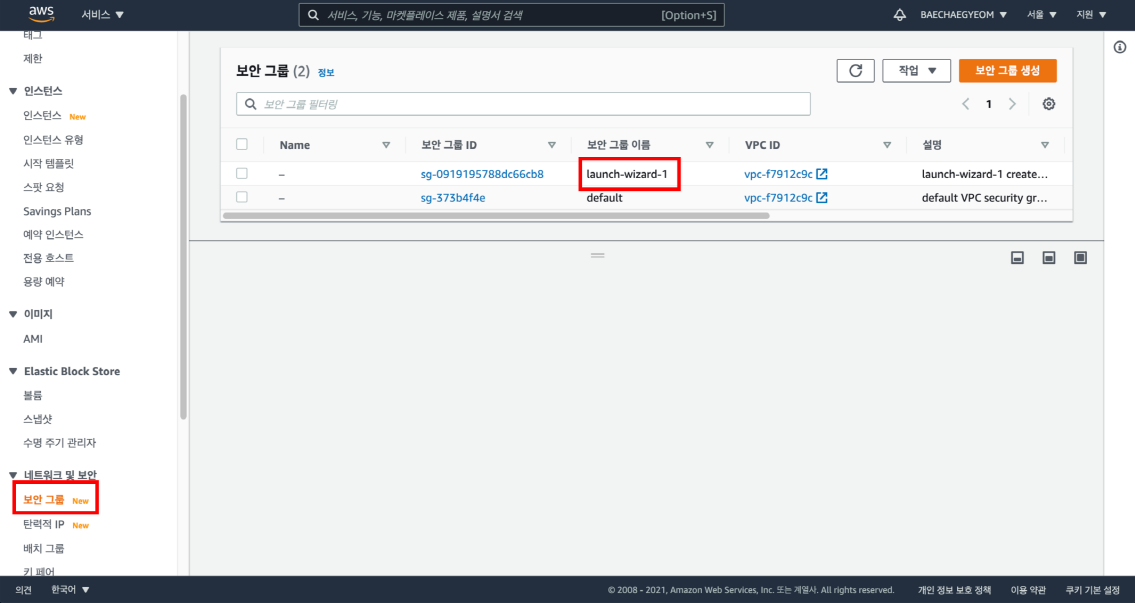 aws 서비스 ▼ 서비스, 기능, 마켓플레이스 제품, 설명서 검색 [Option+S] BAECHAEGYEOM ▼ 서울 ▼ 지원 ▼
태그
제한
▼ 인스턴스
인스턴스 New
인스턴스 유형
시작 템플릿
스팟 요청
Savings Plans
예약 인스턴스
전용 호스트
용량 예약
▼ 이미지
AMI
▼ Elastic Block Store
볼륨
스냅샷
수명 주기 관리자
▼ 네트워크 및 보안
보안 그룹 New
탄력적 IP New
배치 그룹
키 페어
보안 그룹 (2) 정보 작업 ▼ 보안 그룹 생성
보안 그룹 필터링 < 1 >
Name 보안 그룹 ID 보안 그룹 이름 VPC ID 설명
– sg-0919195788dc66cb8 launch-wizard-1 vpc-f7912c9c launch-wizard-1 create...
– sg-373b4f4e default vpc-f7912c9c default VPC security gr...
의견 한국어 ▼ © 2008 - 2021, Amazon Web Services, Inc. 또는 계열사. All rights reserved. 개인 정보 보호 정책 이용 약관 쿠키 기본 설정